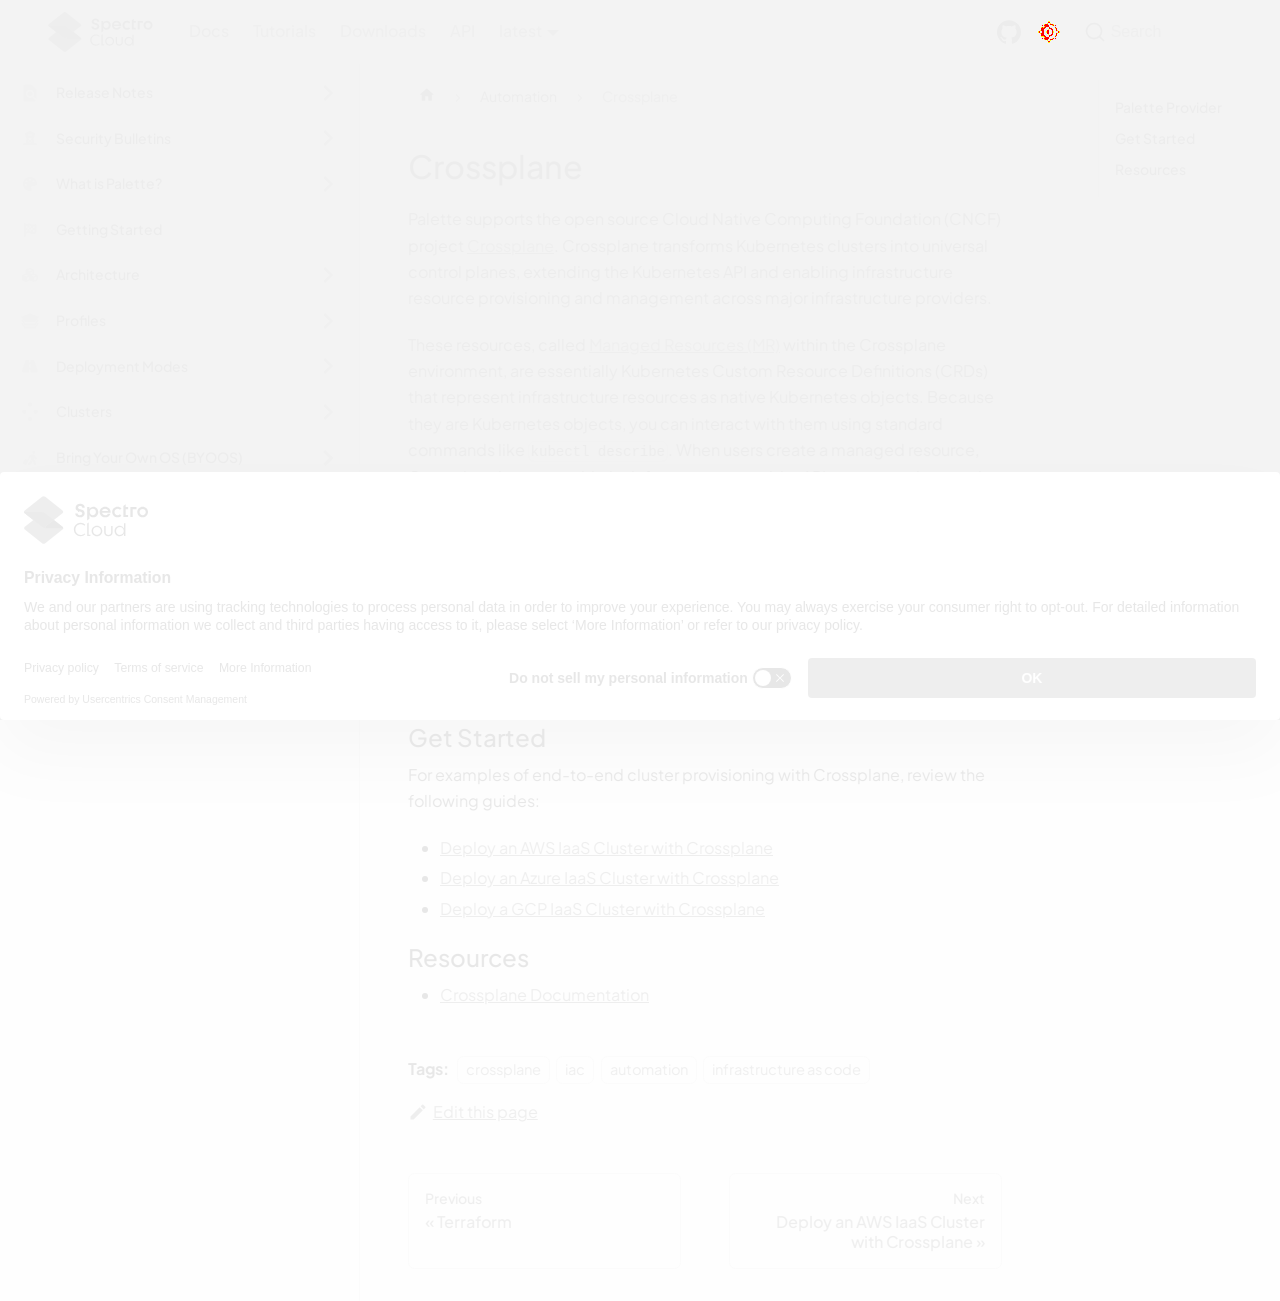 Spectro
Cloud
Docs Tutorials Downloads API latest
Search
Release Notes
Security Bulletins
What is Palette?
Getting Started
Architecture
Profiles
Deployment Modes
Clusters
Bring Your Own OS (BYOOS)
Automation
Crossplane
Palette Provider
Get Started
Resources
Crossplane
Palette supports the open source Cloud Native Computing Foundation (CNCF)
project Crossplane. Crossplane transforms Kubernetes clusters into universal
control planes, extending the Kubernetes API and enabling infrastructure
resource provisioning and management across major infrastructure providers.
These resources, called Managed Resources (MR) within the Crossplane
environment, are essentially Kubernetes Custom Resource Definitions (CRDs)
that represent infrastructure resources as native Kubernetes objects. Because
they are Kubernetes objects, you can interact with them using standard
commands like kubectl describe. When users create a managed resource,
Spectro
Cloud
Privacy Information
We and our partners are using tracking technologies to process personal data in order to improve your experience. You may always exercise your consumer right to opt-out. For detailed information
about personal information we collect and third parties having access to it, please select ‘More Information’ or refer to our privacy policy.
Privacy policy Terms of service More Information
Powered by Usercentrics Consent Management
Do not sell my personal information
OK
Get Started
For examples of end-to-end cluster provisioning with Crossplane, review the
following guides:
Deploy an AWS IaaS Cluster with Crossplane
Deploy an Azure IaaS Cluster with Crossplane
Deploy a GCP IaaS Cluster with Crossplane
Resources
Crossplane Documentation
Tags: crossplane iac automation infrastructure as code
Edit this page
Previous
« Terraform
Next
Deploy an AWS IaaS Cluster
with Crossplane »